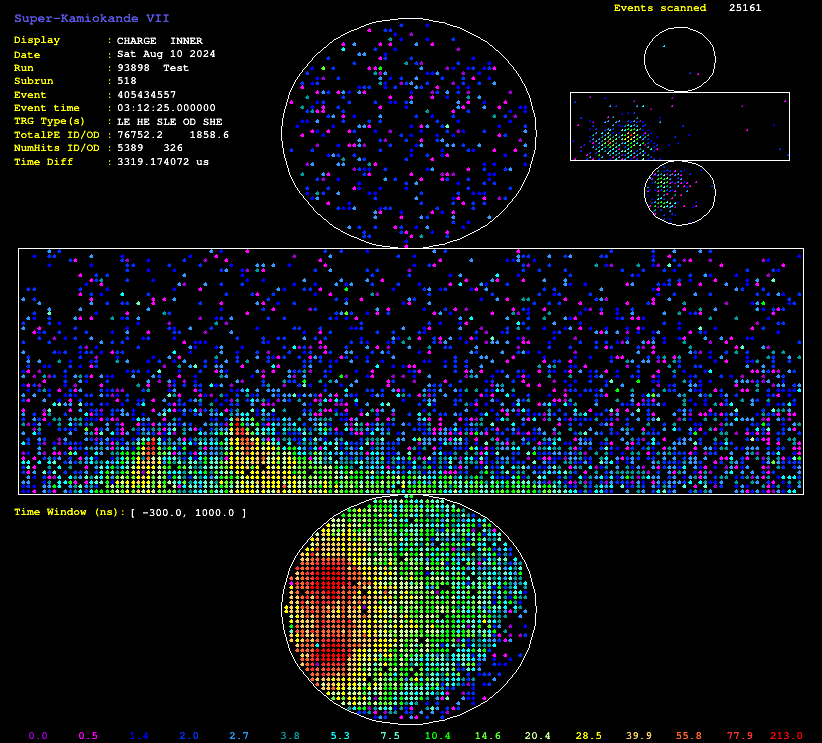 Super-Kamiokande VII
Events scanned 25161
Display : CHARGE INNER
Date : Sat Aug 10 2024
Run : 93898 Test
Subrun : 518
Event : 405434557
Event time : 03:12:25.000000
TRG Type(s) : LE HE SLE OD SHE
TotalPE ID/OD : 76752.2 1858.6
NumHits ID/OD : 5389 326
Time Diff : 3319.174072 us
Time Window (ns): [ -300.0, 1000.0 ]
0.0 0.5 1.4 2.0 2.7 3.8 5.3 7.5 10.4 14.6 20.4 28.5 39.9 55.8 77.9 213.0